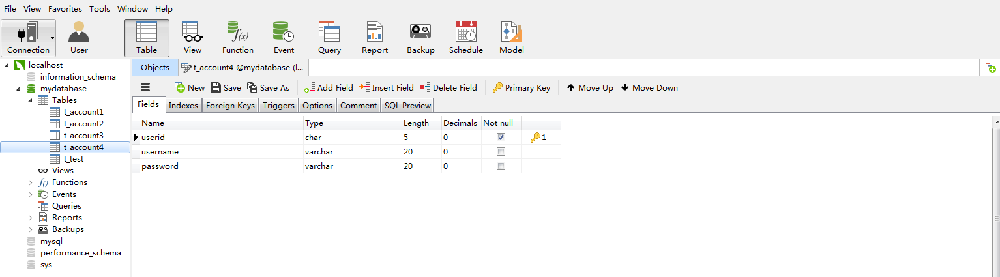 File View Favorites Tools Window Help
Connection User Table View Function Event Query Report Backup Schedule Model
localhost
information_schema
mydatabase
Tables
t_account1
t_account2
t_account3
t_account4
t_test
Views
Functions
Events
Queries
Reports
Backups
mysql
performance_schema
sys
Objects t_account4 @mydatabase (l...
New Save Save As Add Field Insert Field Delete Field Primary Key Move Up Move Down
Fields Indexes Foreign Keys Triggers Options Comment SQL Preview
Name Type Length Decimals Not null
userid char 5 0 1
username varchar 20 0
password varchar 20 0